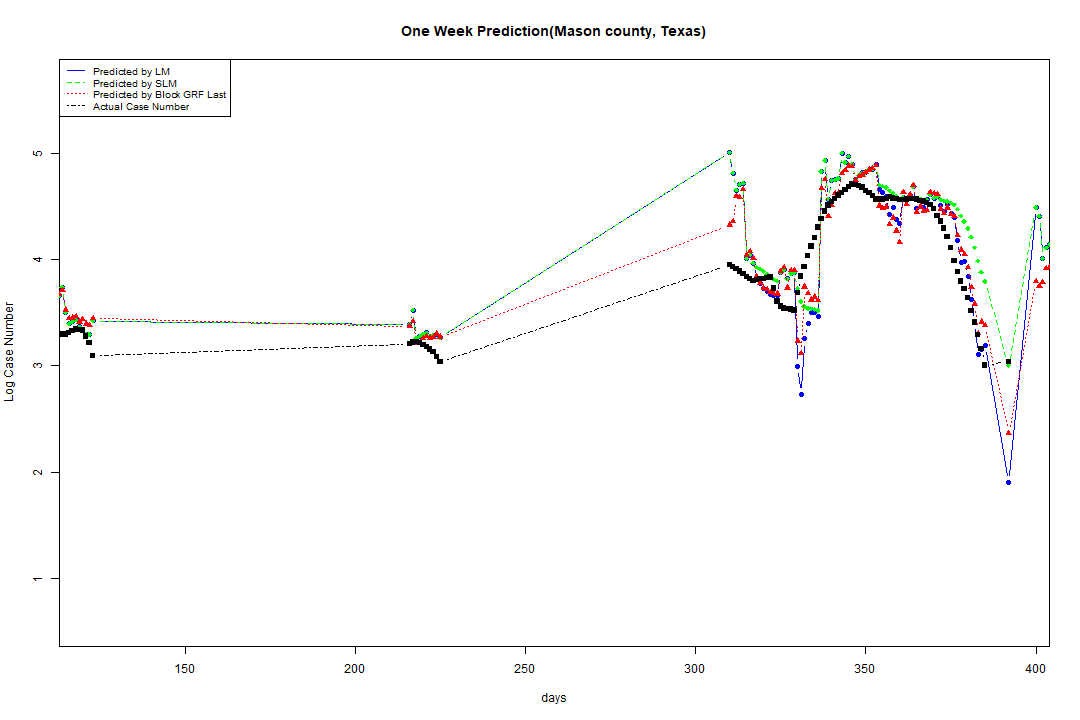 One Week Prediction(Mason county, Texas)
Predicted by LM
Predicted by SLM
Predicted by Block GRF Last
Actual Case Number
5
4
3
2
1
Log Case Number
150
200
250
300
350
400
days